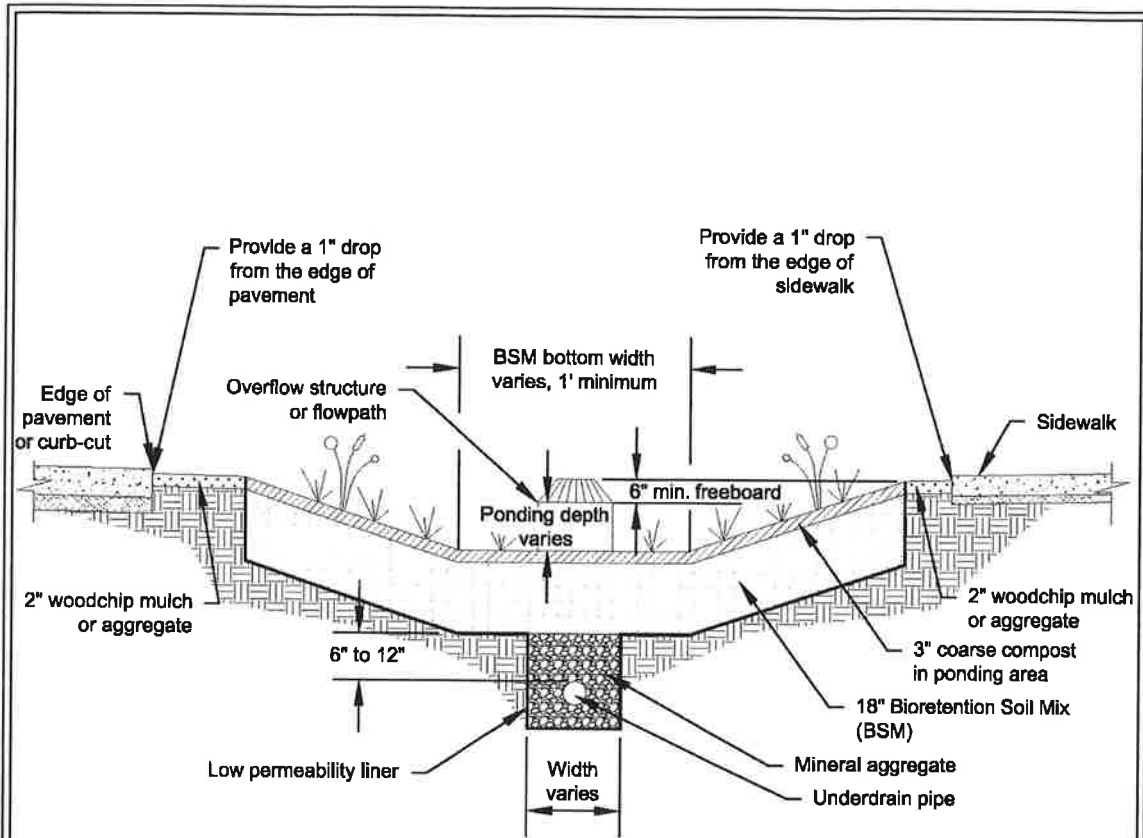 Provide a 1" drop
from the edge of
pavement
Provide a 1" drop
from the edge of
sidewalk
BSM bottom width
varies, 1' minimum
Overflow structure
or flowpath
Edge of
pavement
or curb-cut
Sidewalk
6" min. freeboard
Ponding depth
varies
2" woodchip mulch
or aggregate
2" woodchip mulch
or aggregate
6" to 12"
3" coarse compost
in ponding area
18" Bioretention Soil Mix
(BSM)
Low permeability liner
Width
varies
Mineral aggregate
Underdrain pipe